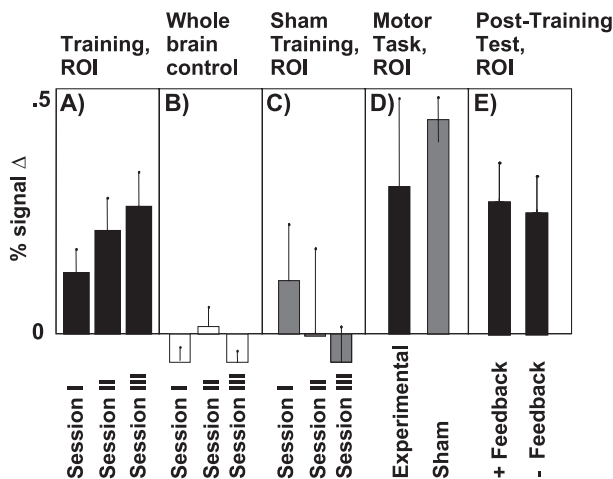 Training,
ROI
Whole
brain
control
Sham
Training,
ROI
Motor
Task,
ROI
Post-Training
Test,
ROI
A)
B)
C)
D)
E)
.5
0
% signal Δ
Session I
Session II
Session III
Session I
Session II
Session III
Session I
Session II
Session III
Experimental
Sham
+ Feedback
- Feedback